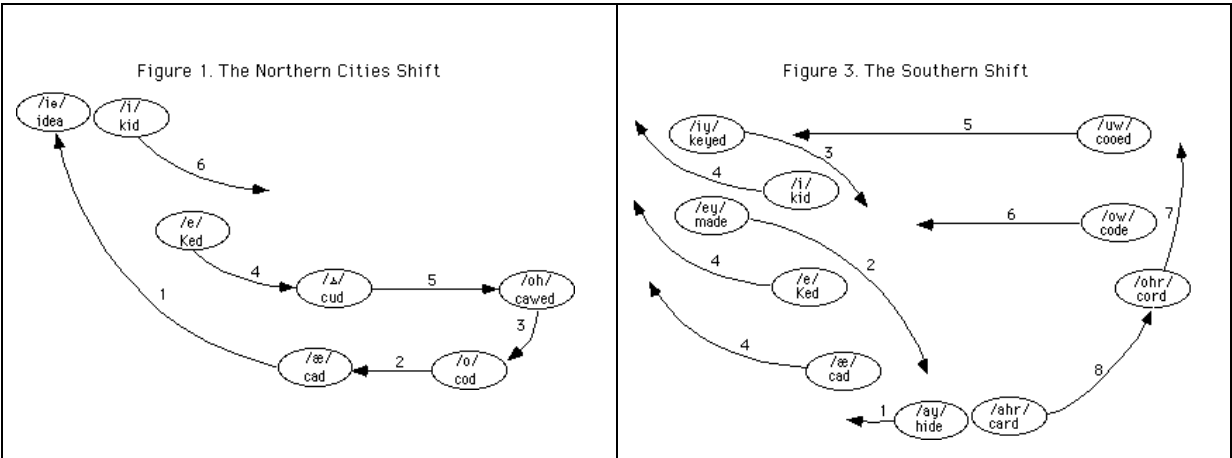 Figure 1. The Northern Cities Shift
/iə/
idea
/i/
kid
6
/e/
Ked
4
/ʌ/
cud
5
/oh/
cawed
1
3
/æ/
cad
2
/o/
cod
Figure 3. The Southern Shift
/iy/
keyed
5
/uw/
cooed
3
4
/i/
kid
/ey/
made
6
/ow/
code
7
4
/e/
Ked
2
/ohr/
cord
4
/æ/
cad
8
1
/ay/
hide
/ahr/
card